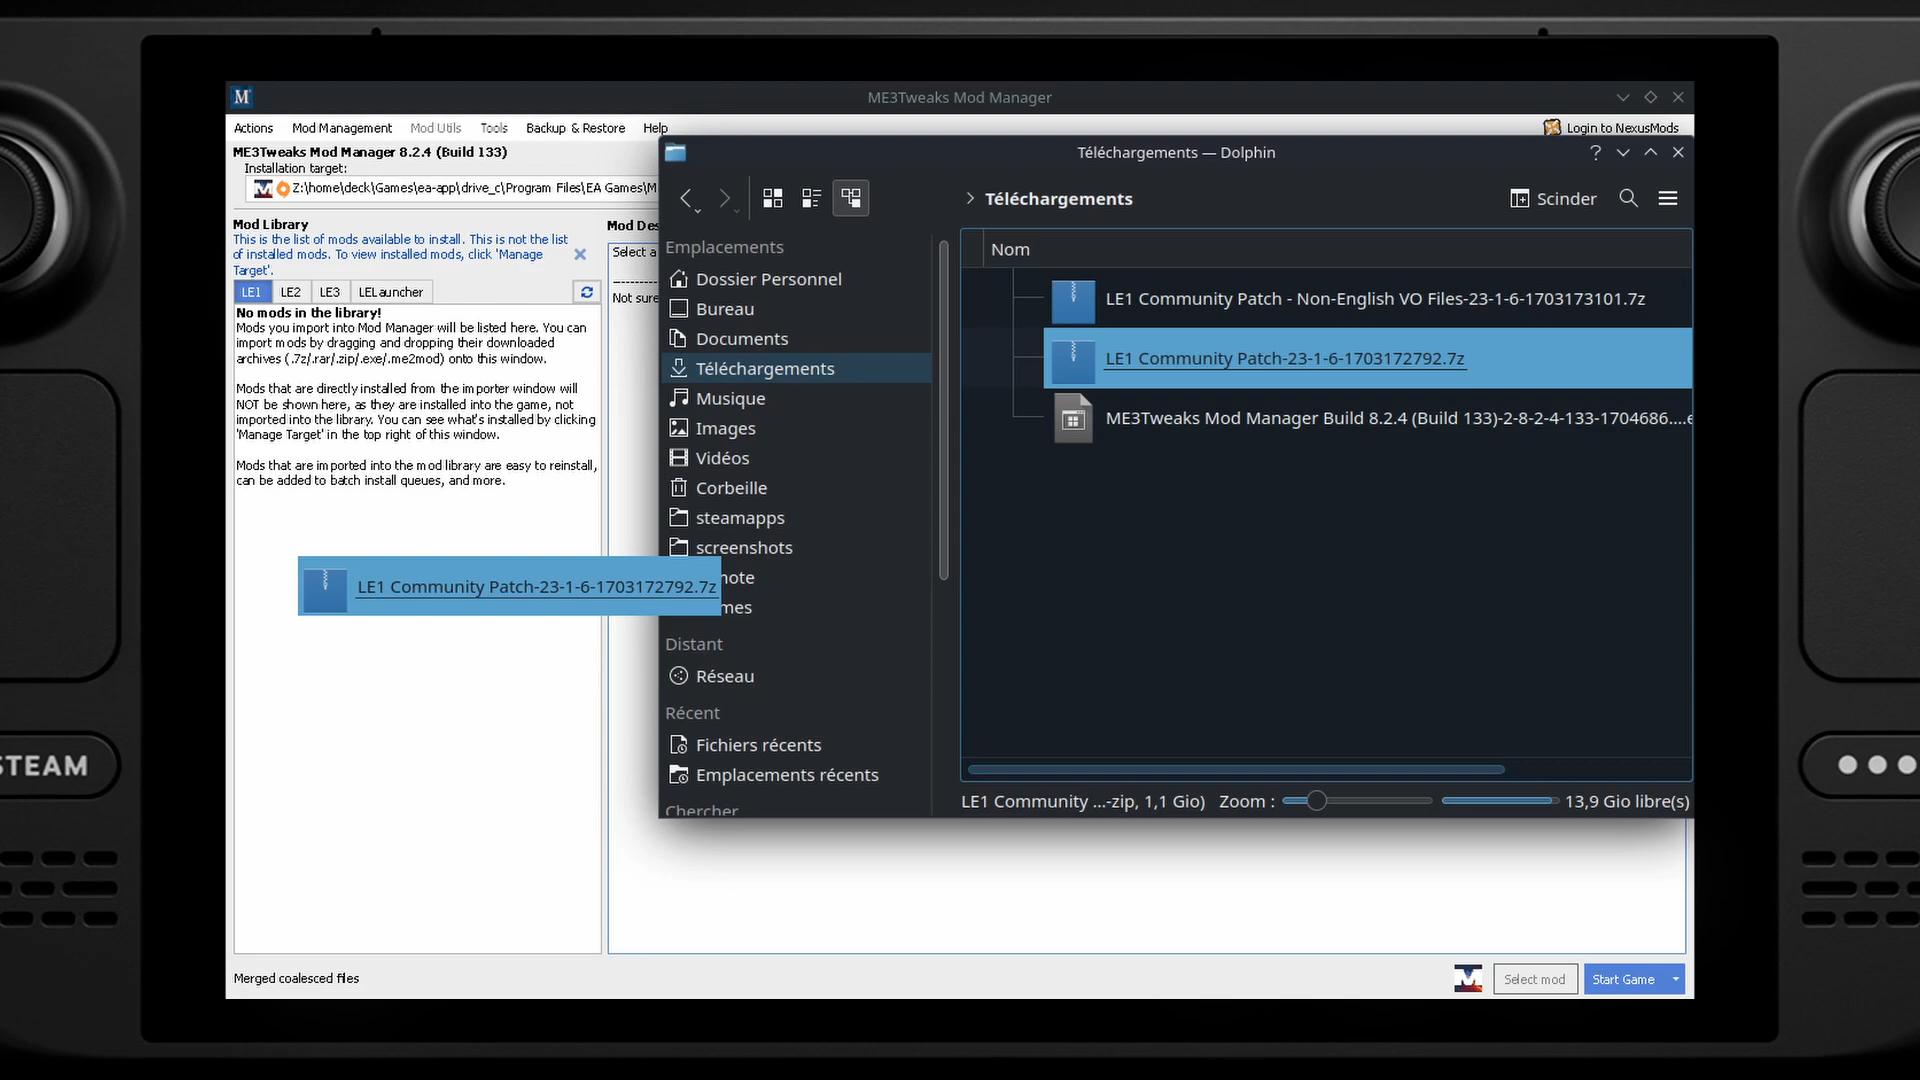 ME3Tweaks Mod Manager
Actions Mod Management Mod Utils Tools Backup & Restore Help
Login to NexusMods
ME3Tweaks Mod Manager 8.2.4 (Build 133)
Installation target:
Z:\home\deck\Games\ea-app\drive_c\Program Files\EA Games\M
Mod Library
This is the list of mods available to install. This is not the list
of installed mods. To view installed mods, click 'Manage
Target'.
LE1 LE2 LE3 LELauncher
No mods in the library!
Mods you import into Mod Manager will be listed here. You can
import mods by dragging and dropping their downloaded
archives (.7z/.rar/.zip/.exe/.me2mod) onto this window.
Mods that are directly installed from the importer window will
NOT be shown here, as they are installed into the game, not
imported into the library. You can see what's installed by clicking
'Manage Target' in the top right of this window.
Mods that are imported into the mod library are easy to reinstall,
can be added to batch install queues, and more.
LE1 Community Patch-23-1-6-1703172792.7z
Mod Des
Select a
Not sure
Téléchargements — Dolphin
Téléchargements
Scinder
Emplacements
Dossier Personnel
Bureau
Documents
Téléchargements
Musique
Images
Vidéos
Corbeille
steamapps
screenshots
note
mes
Distant
Réseau
Récent
Fichiers récents
Emplacements récents
Chercher
Nom
LE1 Community Patch - Non-English VO Files-23-1-6-1703173101.7z
LE1 Community Patch-23-1-6-1703172792.7z
ME3Tweaks Mod Manager Build 8.2.4 (Build 133)-2-8-2-4-133-1704686....e
LE1 Community ...-zip, 1,1 Gio) Zoom : 13,9 Gio libre(s)
Merged coalesced files
Select mod
Start Game
STEAM